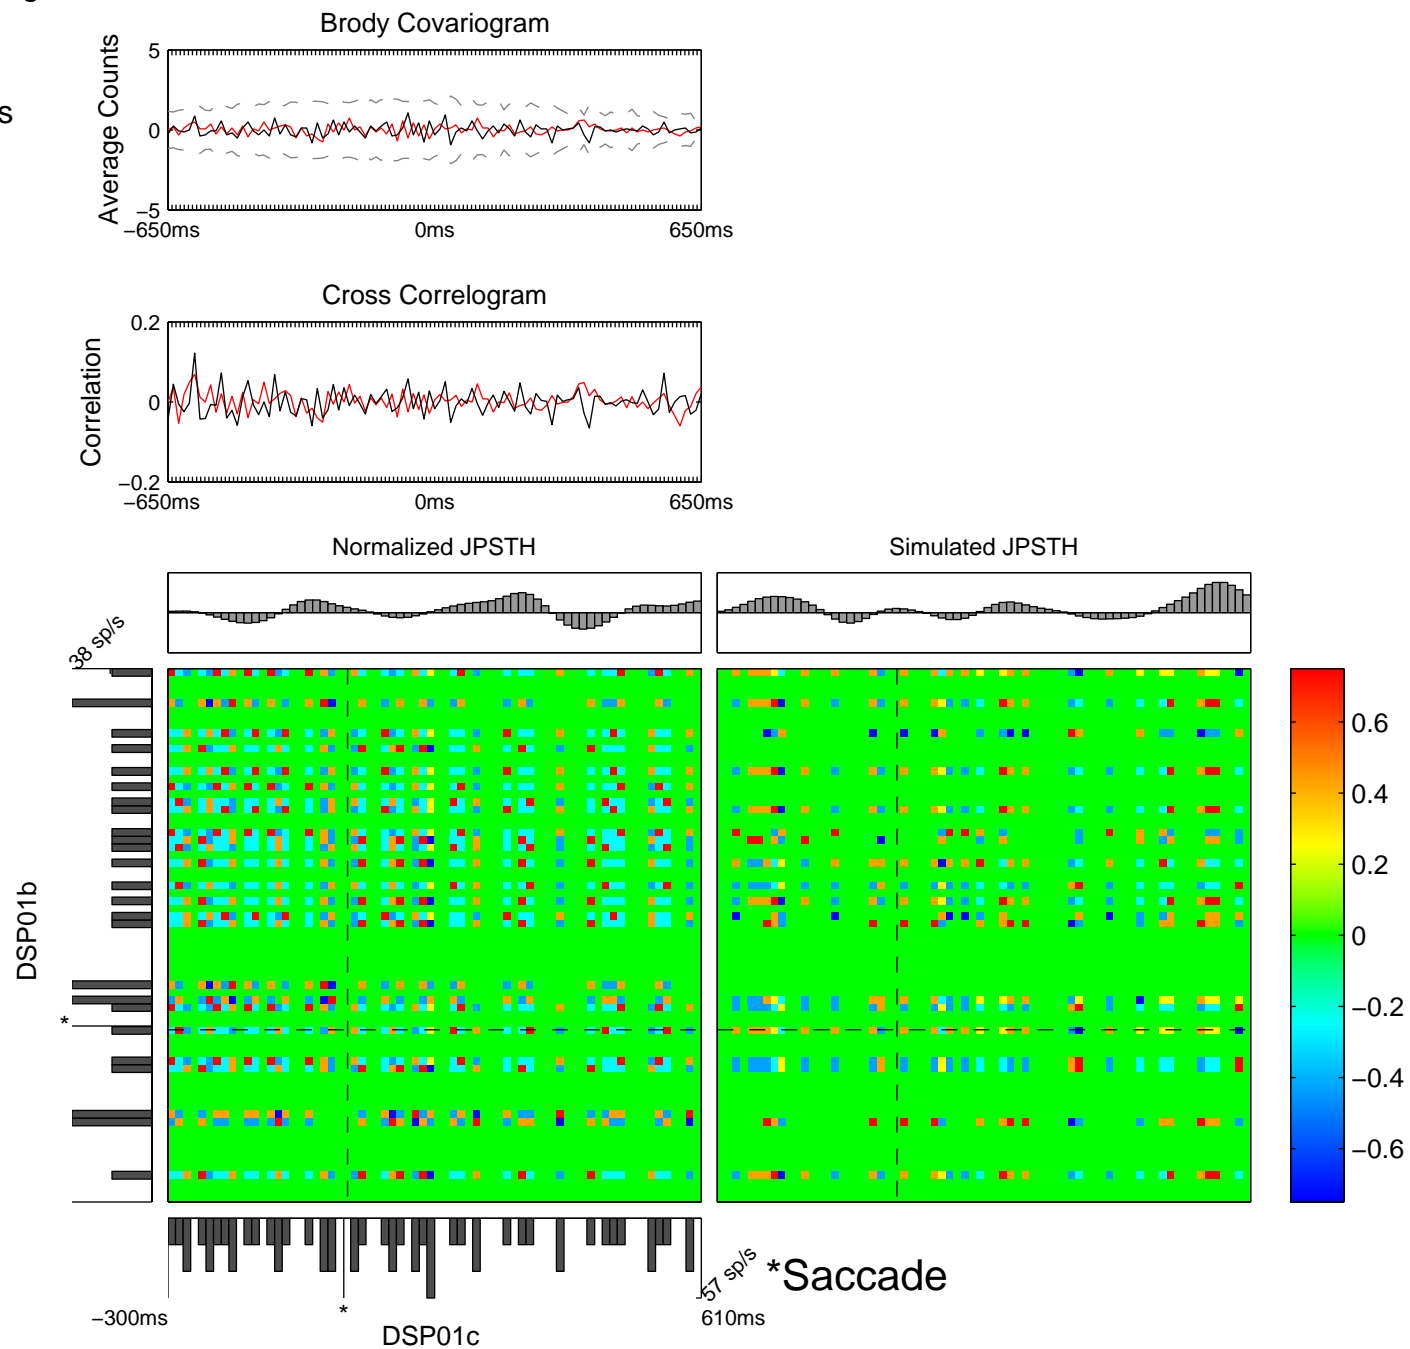 g
s
Brody Covariogram
Average Counts
5
0
−5
−650ms 0ms 650ms
Cross Correlogram
Correlation
0.2
0
−0.2
−650ms 0ms 650ms
Normalized JPSTH
Simulated JPSTH
38 sp/s
DSP01b
*
0.6
0.4
0.2
0
−0.2
−0.4
−0.6
57 sp/s
*Saccade
*
−300ms
610ms
DSP01c